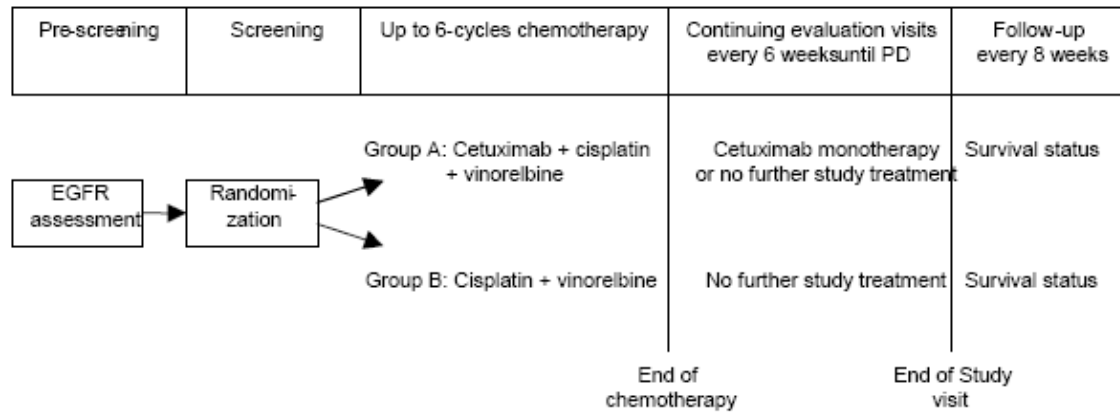 Pre-screening
Screening
Up to 6-cycles chemotherapy
Continuing evaluation visits
every 6 weeksuntil PD
Follow-up
every 8 weeks
Group A: Cetuximab + cisplatin
+ vinorelbine
Cetuximab monotherapy
or no further study treatment
Survival status
EGFR
assessment
Randomi-
zation
Group B: Cisplatin + vinorelbine
No further study treatment
Survival status
End of
chemotherapy
End of Study
visit